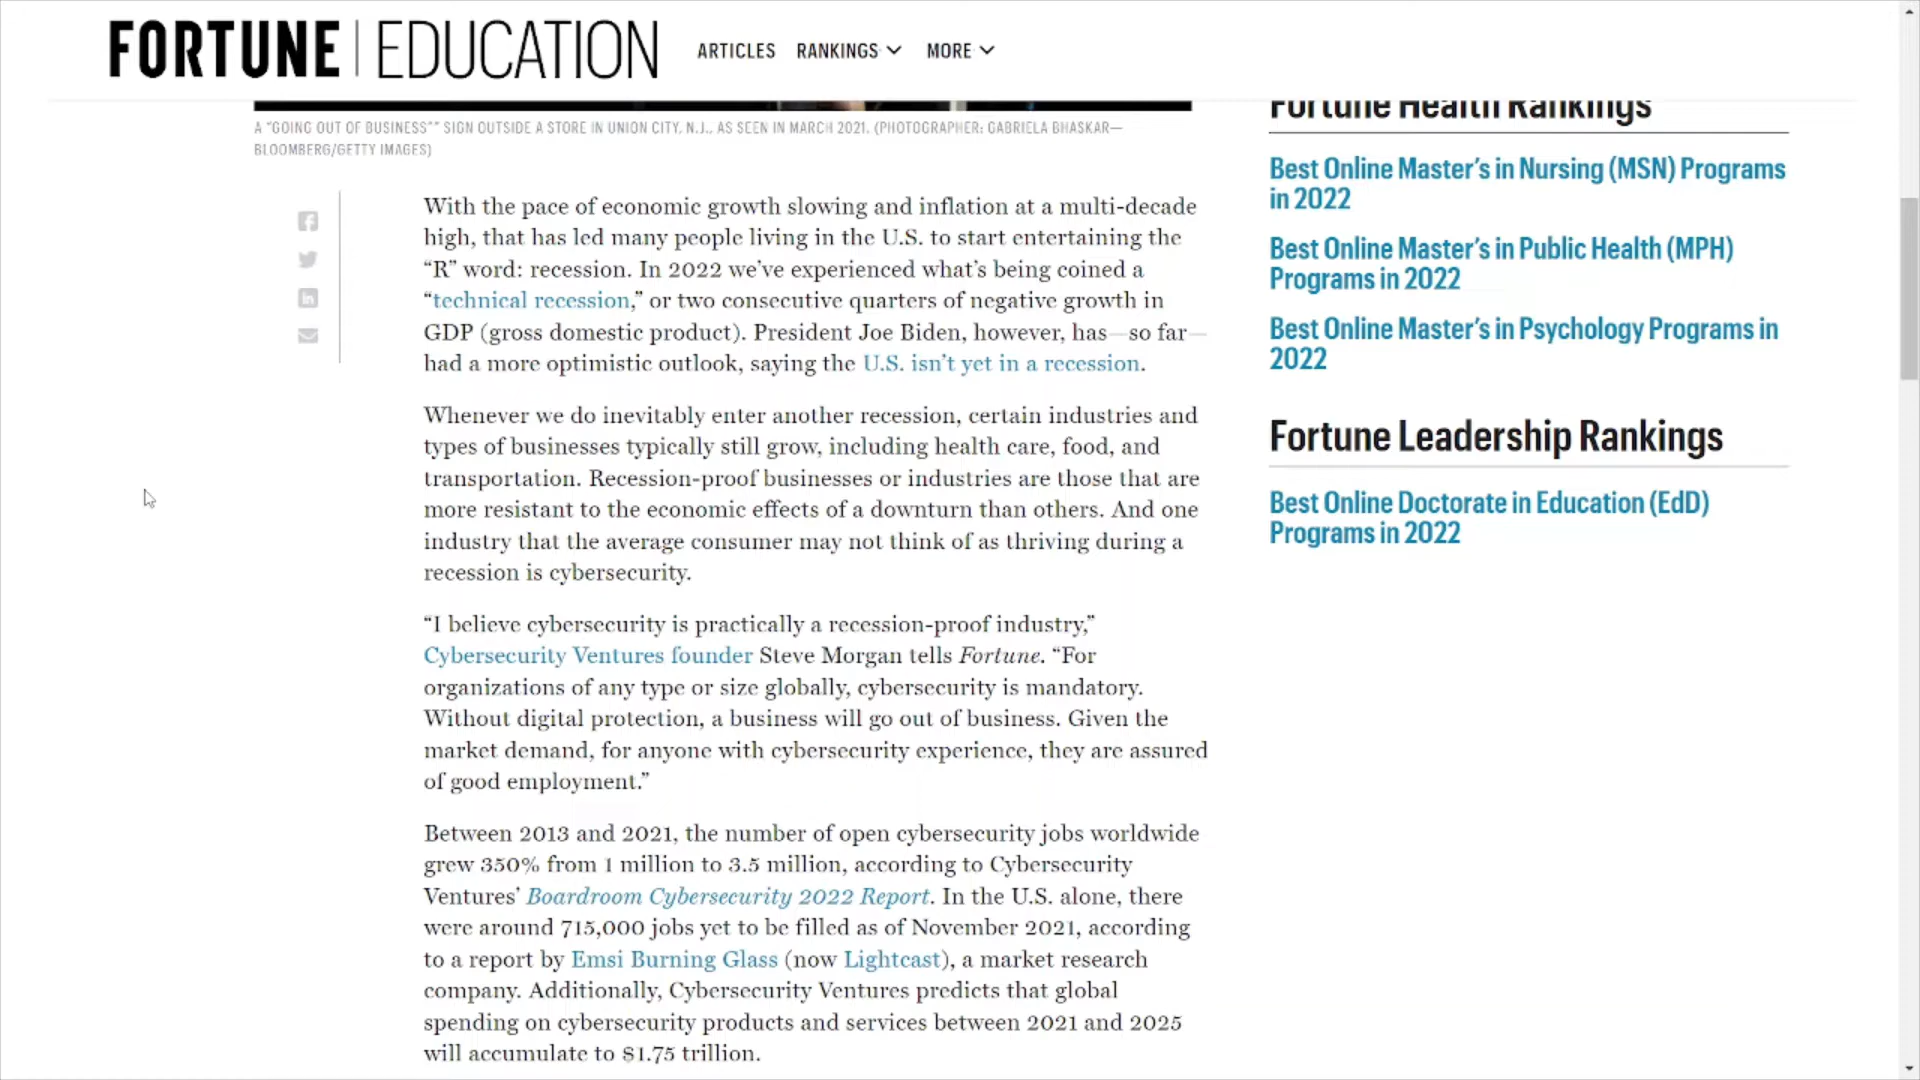 FORTUNE | EDUCATION
ARTICLES RANKINGS MORE
A "GOING OUT OF BUSINESS"" SIGN OUTSIDE A STORE IN UNION CITY, N.J., AS SEEN IN MARCH 2021. (PHOTOGRAPHER: GABRIELA BHASKAR—
BLOOMBERG/GETTY IMAGES)
With the pace of economic growth slowing and inflation at a multi-decade
high, that has led many people living in the U.S. to start entertaining the
“R” word: recession. In 2022 we’ve experienced what’s being coined a
“technical recession,” or two consecutive quarters of negative growth in
GDP (gross domestic product). President Joe Biden, however, has—so far—
had a more optimistic outlook, saying the U.S. isn’t yet in a recession.
Whenever we do inevitably enter another recession, certain industries and
types of businesses typically still grow, including health care, food, and
transportation. Recession-proof businesses or industries are those that are
more resistant to the economic effects of a downturn than others. And one
industry that the average consumer may not think of as thriving during a
recession is cybersecurity.
“I believe cybersecurity is practically a recession-proof industry,”
Cybersecurity Ventures founder Steve Morgan tells Fortune. “For
organizations of any type or size globally, cybersecurity is mandatory.
Without digital protection, a business will go out of business. Given the
market demand, for anyone with cybersecurity experience, they are assured
of good employment.”
Between 2013 and 2021, the number of open cybersecurity jobs worldwide
grew 350% from 1 million to 3.5 million, according to Cybersecurity
Ventures’ Boardroom Cybersecurity 2022 Report. In the U.S. alone, there
were around 715,000 jobs yet to be filled as of November 2021, according
to a report by Emsi Burning Glass (now Lightcast), a market research
company. Additionally, Cybersecurity Ventures predicts that global
spending on cybersecurity products and services between 2021 and 2025
will accumulate to $1.75 trillion.
Fortune Health Rankings
Best Online Master’s in Nursing (MSN) Programs
in 2022
Best Online Master’s in Public Health (MPH)
Programs in 2022
Best Online Master’s in Psychology Programs in
2022
Fortune Leadership Rankings
Best Online Doctorate in Education (EdD)
Programs in 2022